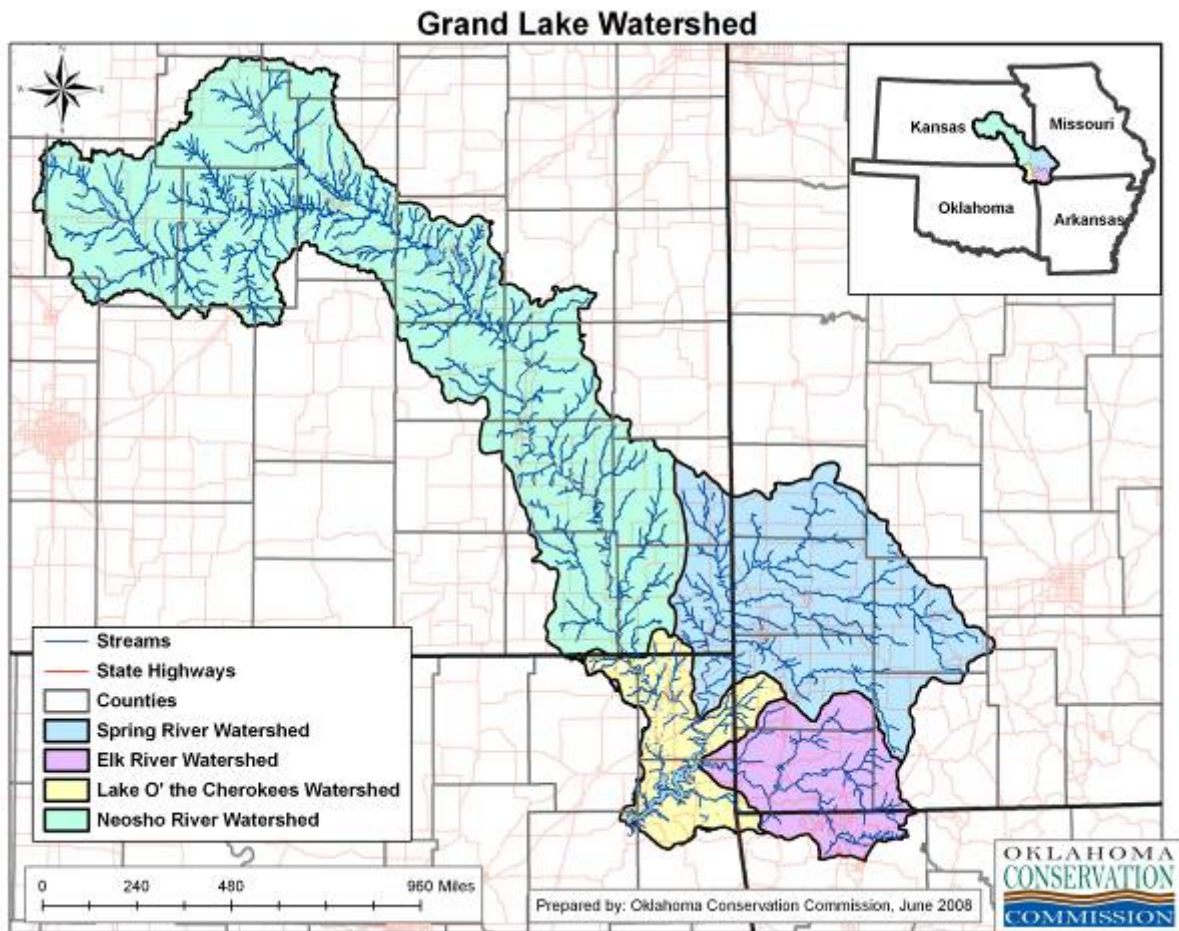 Grand Lake Watershed
N
W
E
S
Kansas
Missouri
Oklahoma
Arkansas
Streams
State Highways
Counties
Spring River Watershed
Elk River Watershed
Lake O' the Cherokees Watershed
Neosho River Watershed
0 240 480 960 Miles
Prepared by: Oklahoma Conservation Commission, June 2008
OKLAHOMA
CONSERVATION
COMMISSION